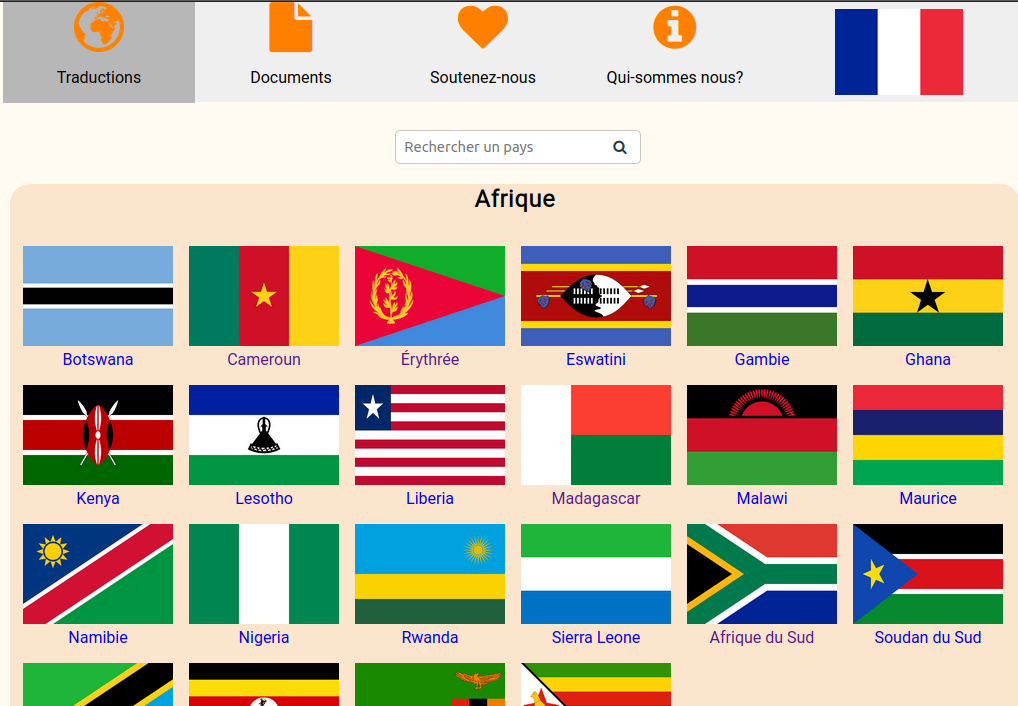 Traductions Documents Soutenez-nous Qui-sommes nous?
Rechercher un pays
Afrique
Botswana Cameroun Érythrée Eswatini Gambie Ghana
Kenya Lesotho Liberia Madagascar Malawi Maurice
Namibie Nigeria Rwanda Sierra Leone Afrique du Sud Soudan du Sud